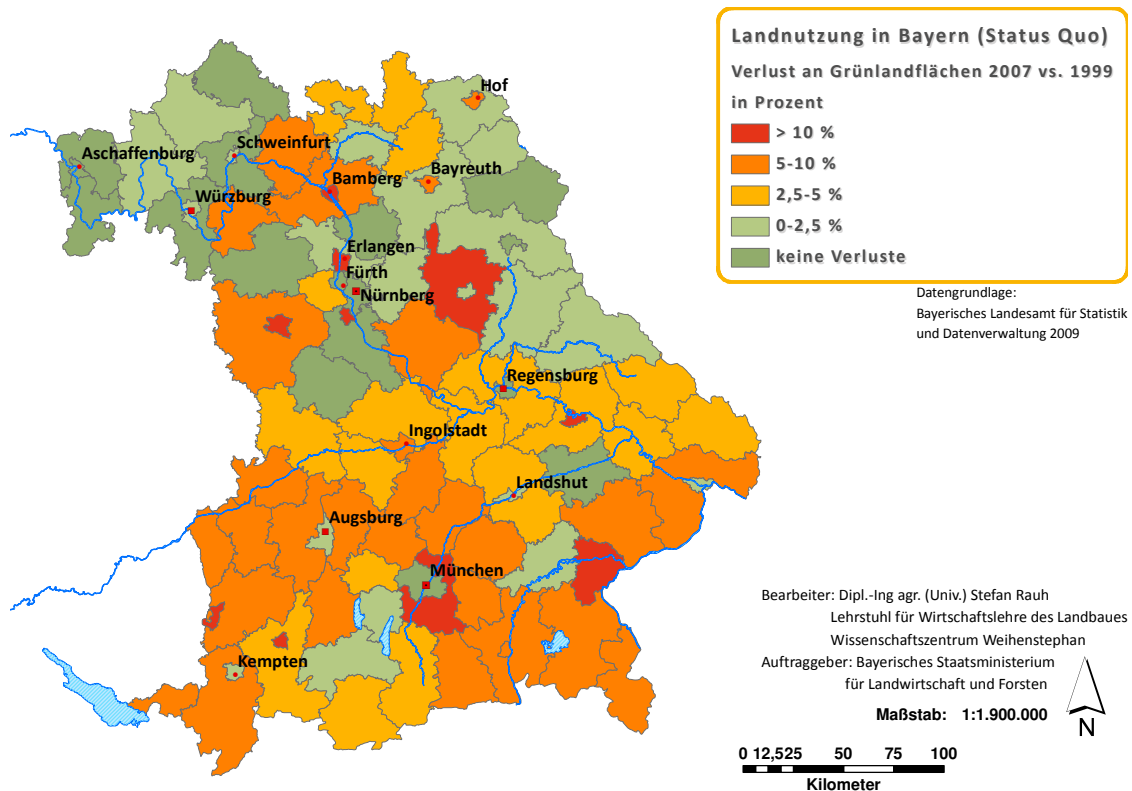 Landnutzung in Bayern (Status Quo)
Verlust an Grünlandflächen 2007 vs. 1999
in Prozent
> 10 %
5-10 %
2,5-5 %
0-2,5 %
keine Verluste
Datengrundlage:
Bayerisches Landesamt für Statistik
und Datenverwaltung 2009
Hof
Schweinfurt
Aschaffenburg
Bayreuth
Bamberg
Würzburg
Erlangen
Fürth
Nürnberg
Regensburg
Ingolstadt
Landshut
Augsburg
München
Kempten
Bearbeiter: Dipl.-Ing agr. (Univ.) Stefan Rauh
Lehrstuhl für Wirtschaftslehre des Landbaues
Wissenschaftszentrum Weihenstephan
Auftraggeber: Bayerisches Staatsministerium
für Landwirtschaft und Forsten
Maßstab: 1:1.900.000
N
0 12,525 50 75 100
Kilometer